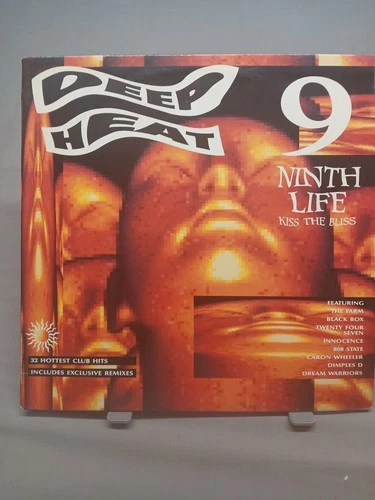 DEEP
HEAT
9
NINTH
LIFE
KISS THE BLISS
FEATURING
THE FARM
BLACK BOX
TWENTY FOUR
SEVEN
INNOCENCE
808 STATE
CARON WHEELER
DIMPLES D
DREAM WARRIORS
32 HOTTEST CLUB HITS
INCLUDES EXCLUSIVE REMIXES